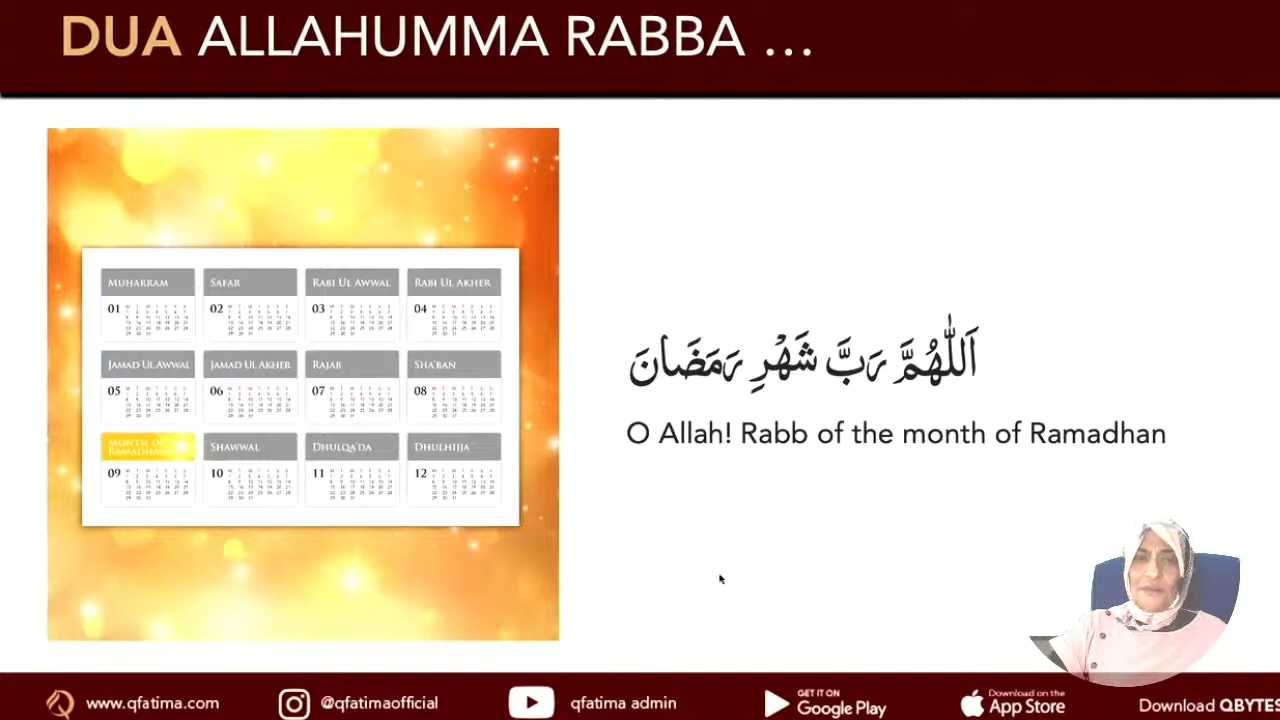 DUA ALLAHUMMA RABBA ...
MUHARRAM
SAFAR
RABI UL AWWAL
RABI UL AKHER
01
02
03
04
JAMAD UL AWWAL
JAMAD UL AKHER
RAJAB
SHA'BAN
05
06
07
08
MONTH OF
RAMADHAN
SHAWWAL
DHULQA'DA
DHULHIJJA
09
10
11
12
اَللّٰهُمَّ رَبَّ شَهْرِ رَمَضَانَ
O Allah! Rabb of the month of Ramadhan
www.qfatima.com
@qfatimaofficial
qfatima admin
GET IT ON
Google Play
Download on the
App Store
Download QBYTES